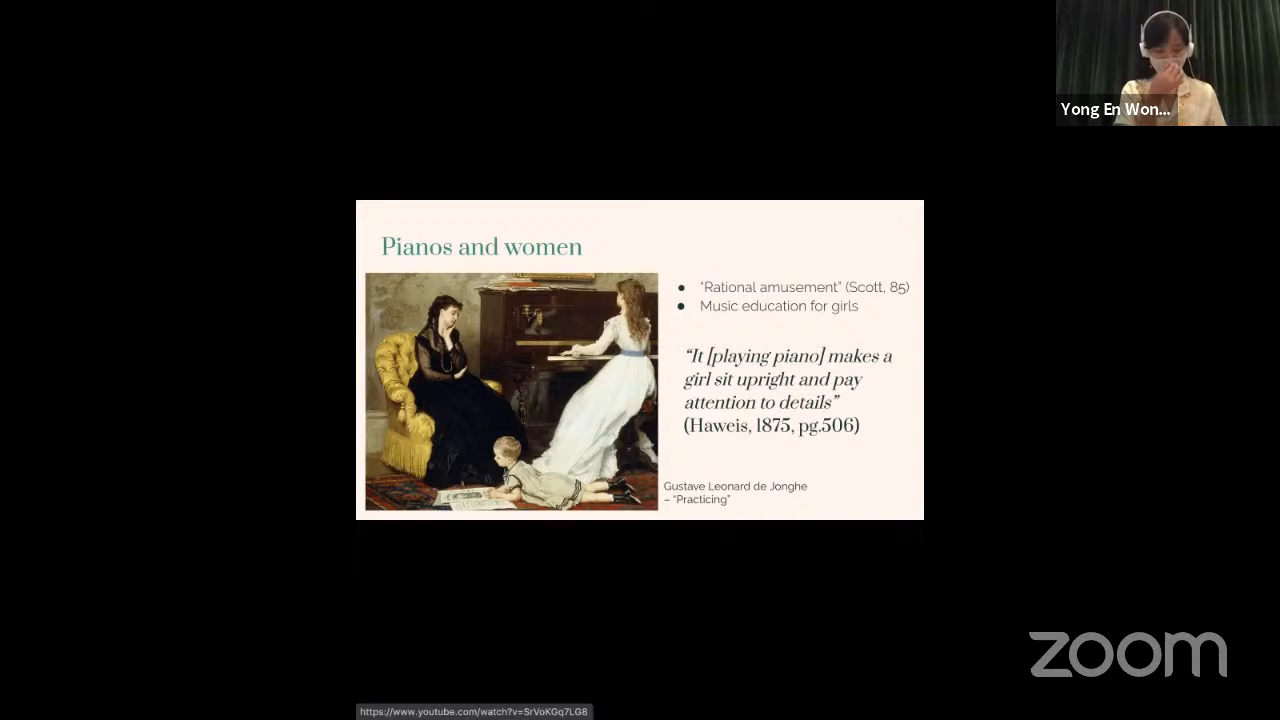 Yong En Won...
Pianos and women
● "Rational amusement" (Scott, 85)
● Music education for girls
“It [playing piano] makes a
girl sit upright and pay
attention to details”
(Haweis, 1875, pg.506)
Gustave Leonard de Jonghe
– "Practicing"
zoom
https://www.youtube.com/watch?v=SrVoKGq7LG8